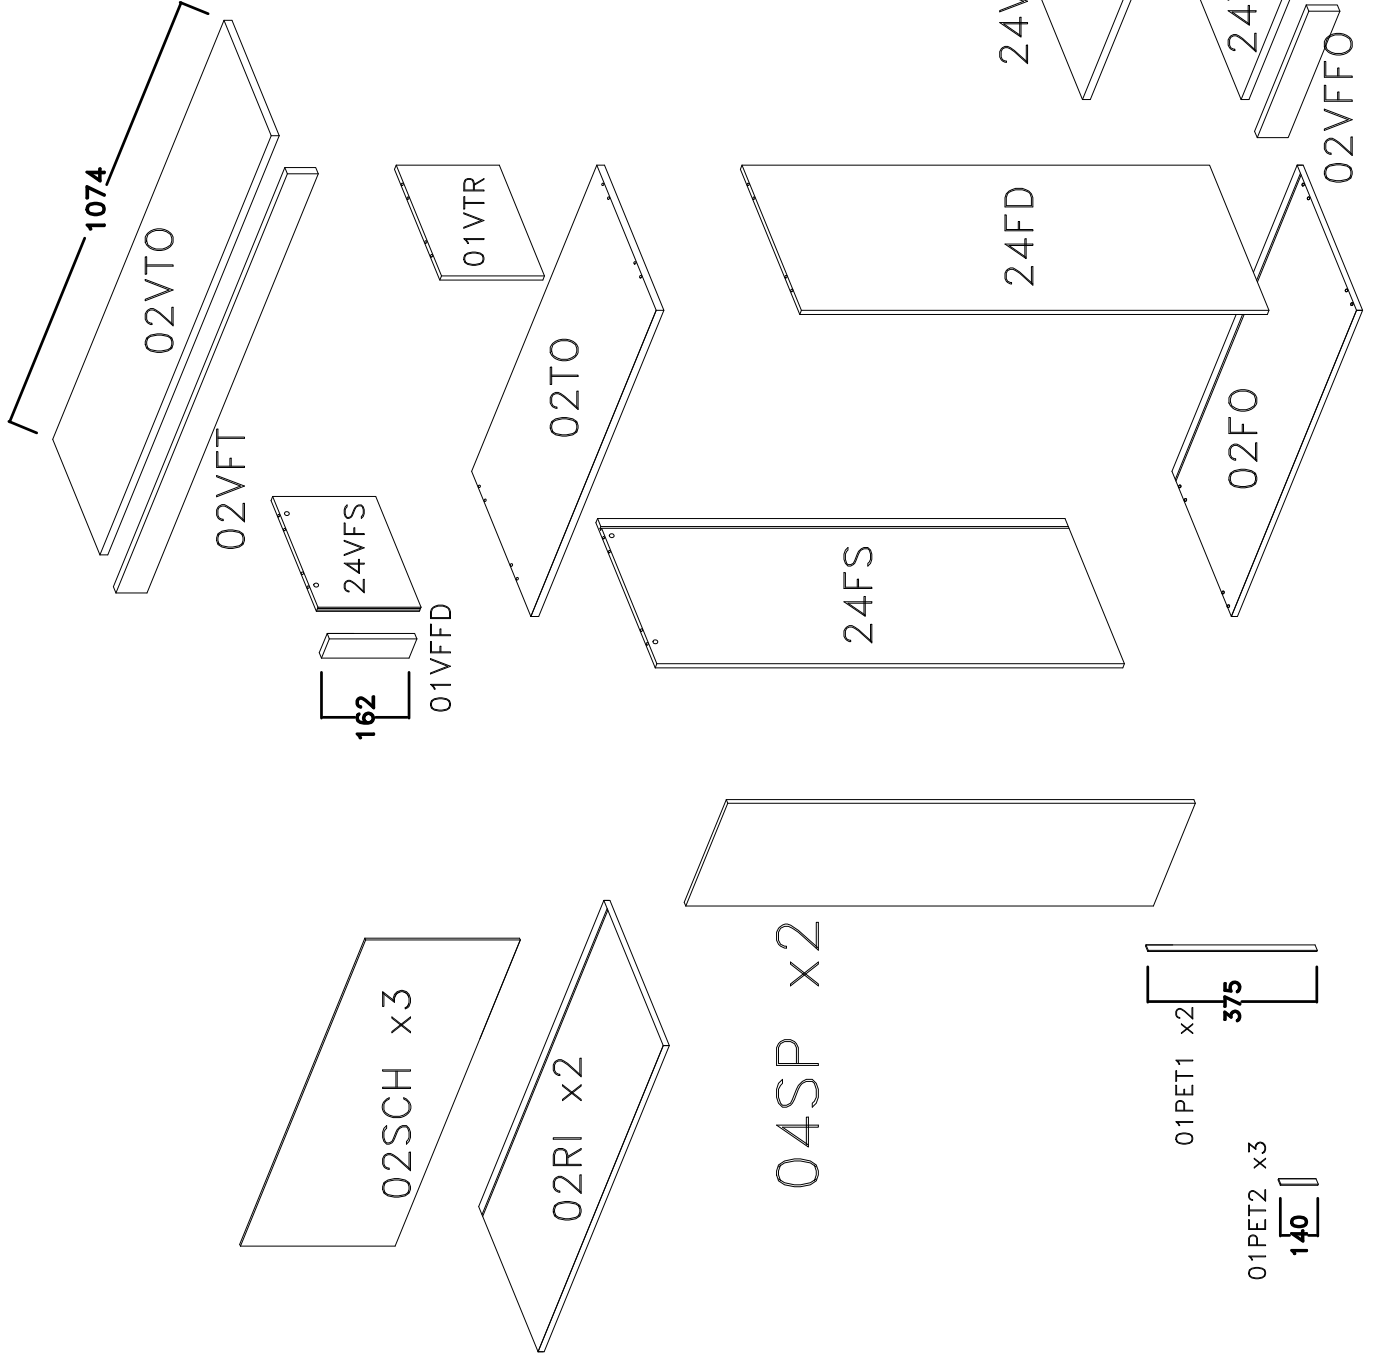 1074
02VTO
02VFT
01VTR
24VFS
01VFFD
162
02TO
24FD
24FS
02VFFO
02FO
02SCH x3
02RI x2
04SP x2
01PET1 x2
375
01PET2 x3
140